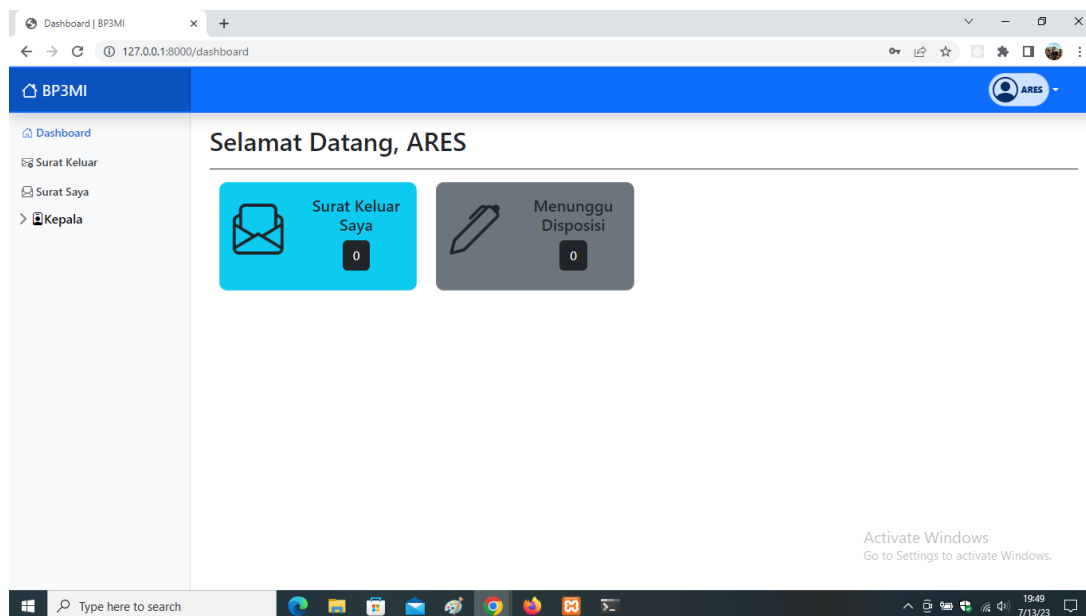 Dashboard | BP3MI
127.0.0.1:8000/dashboard
BP3MI
ARES
Dashboard
Surat Keluar
Surat Saya
Kepala
Selamat Datang, ARES
Surat Keluar
Saya
0
Menunggu
Disposisi
0
Activate Windows
Go to Settings to activate Windows.
Type here to search
19:49
7/13/23